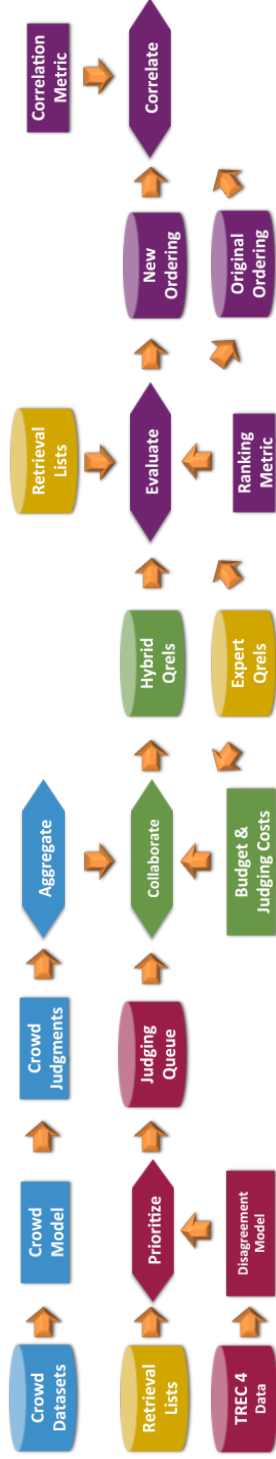 Crowd
Datasets
Crowd
Model
Crowd
Judgments
Aggregate
Retrieval
Lists
Correlation
Metric
Retrieval
Lists
Prioritize
Judging
Queue
Collaborate
Hybrid
Qrels
Evaluate
New
Ordering
Correlate
TREC 4
Data
Disagreement
Model
Budget &
Judging Costs
Expert
Qrels
Ranking
Metric
Original
Ordering